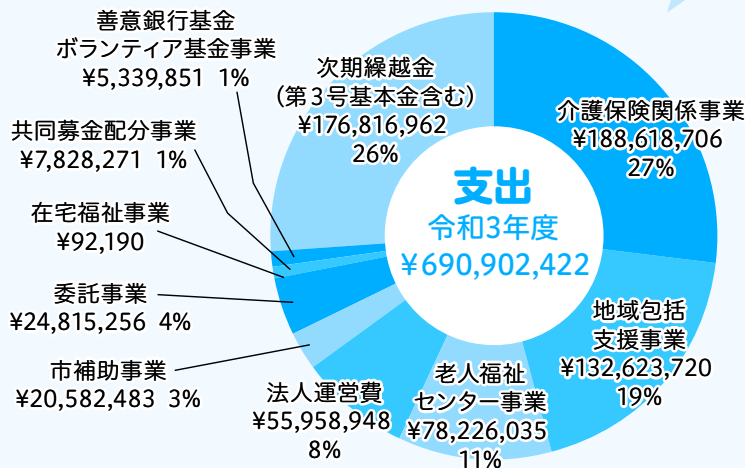 善意銀行基金
ボランティア基金事業
¥5,339,851 1%
共同募金配分事業
¥7,828,271 1%
在宅福祉事業
¥92,190
委託事業
¥24,815,256 4%
市補助事業
¥20,582,483 3%
法人運営費
¥55,958,948
8%
老人福祉
センター事業
¥78,226,035
11%
地域包括
支援事業
¥132,623,720
19%
介護保険関係事業
¥188,618,706
27%
次期繰越金
(第3号基本金含む)
¥176,816,962
26%
支出
令和3年度
¥690,902,422